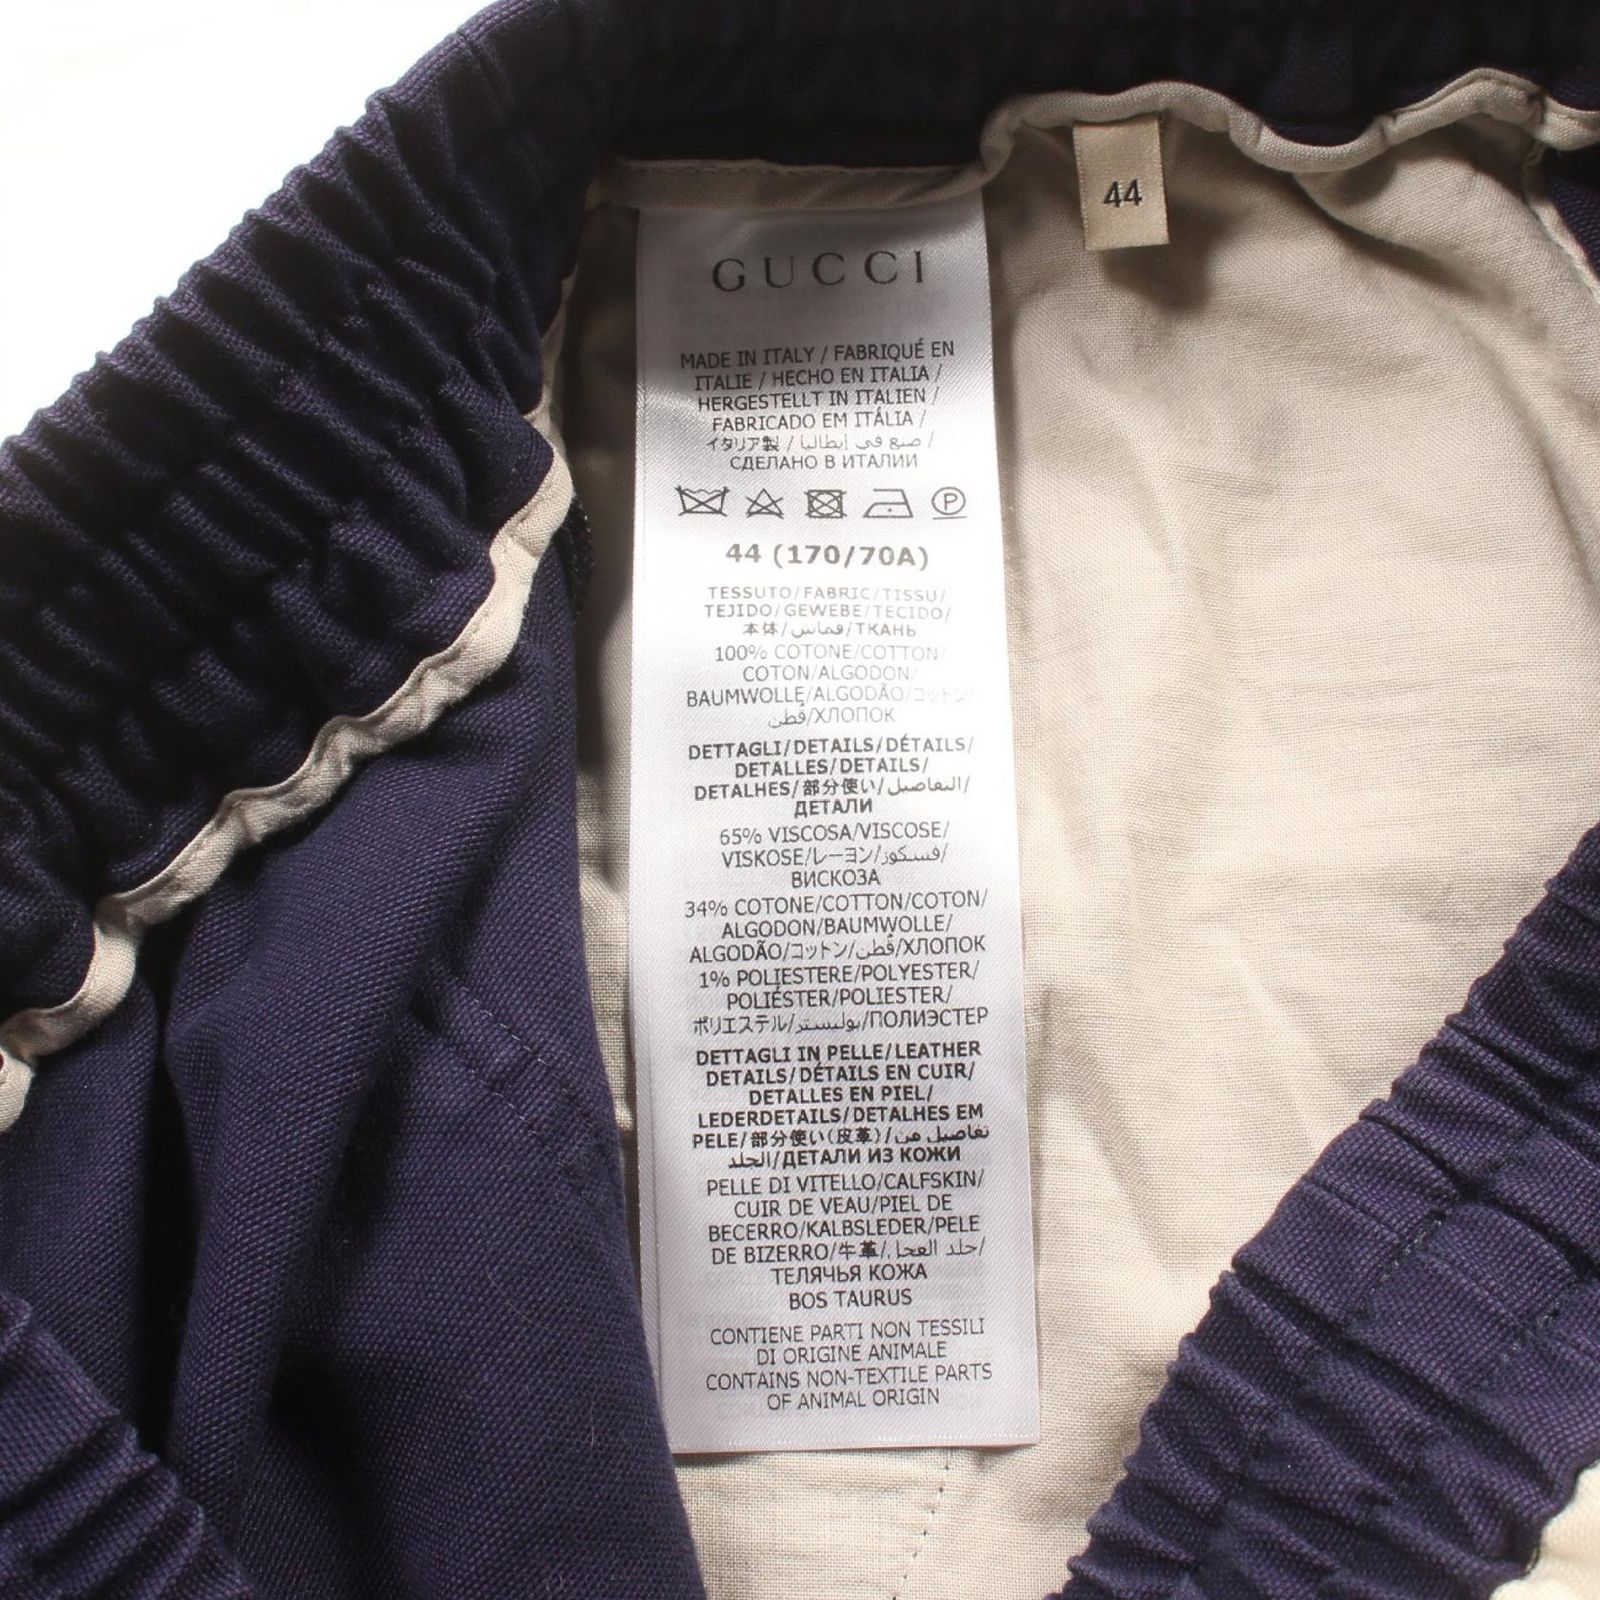 44
GUCCI
MADE IN ITALY / FABRIQUÉ EN
ITALIE / HECHO EN ITALIA /
HERGESTELLT IN ITALIEN /
FABRICADO EM ITÁLIA /
イタリア製 / صنع في إيطاليا /
СДЕЛАНО В ИТАЛИИ
P
44 (170/70A)
TESSUTO/FABRIC/TISSU/
TEJIDO/GEWEBE/TECIDO/
本体/قماس/ТКАНЬ
100% COTONE/COTTON/
COTON/ALGODON/
BAUMWOLLE/ALGODÃO/コットン/
قطن/ХЛОПОК
DETTAGLI/DETAILS/DÉTAILS/
DETALLES/DETAILS/
DETALHES/部分使い/التفاصيل/
ДЕТАЛИ
65% VISCOSA/VISCOSE/
VISKOSE/レーヨン/فسكوز/
ВИСКОЗА
34% COTONE/COTTON/COTON/
ALGODON/BAUMWOLLE/
ALGODÃO/コットン/قطن/ХЛОПОК
1% POLIESTERE/POLYESTER/
POLIÉSTER/POLIESTER/
ポリエステル/بوليستر/ПОЛИЭСТЕР
DETTAGLI IN PELLE/LEATHER
DETAILS/DÉTAILS EN CUIR/
DETALLES EN PIEL/
LEDERDETAILS/DETALHES EM
PELE/部分使い(皮革)/تفاصيل من
الجلد/ДЕТАЛИ ИЗ КОЖИ
PELLE DI VITELLO/CALFSKIN/
CUIR DE VEAU/PIEL DE
BECERRO/KALBSLEDER/PELE
DE BIZERRO/牛革/جلد العجل/
ТЕЛЯЧЬЯ КОЖА
BOS TAURUS
CONTIENE PARTI NON TESSILI
DI ORIGINE ANIMALE
CONTAINS NON-TEXTILE PARTS
OF ANIMAL ORIGIN